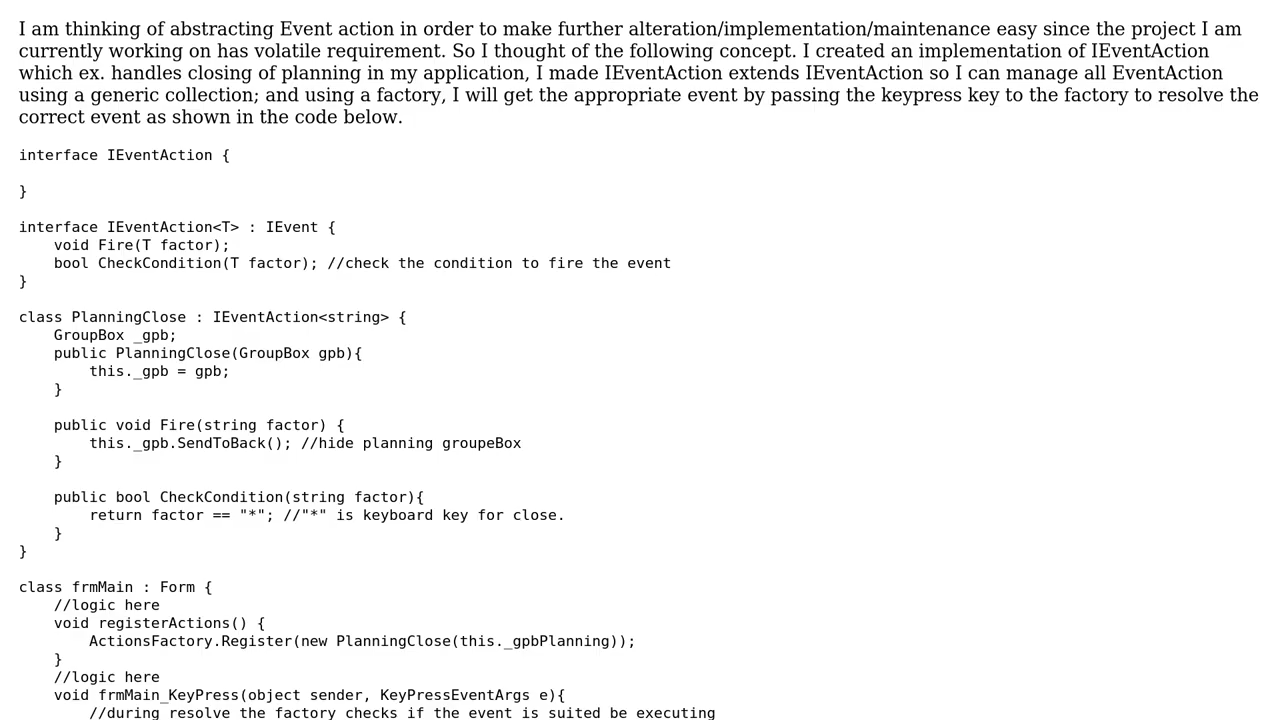 I am thinking of abstracting Event action in order to make further alteration/implementation/maintenance easy since the project I am
currently working on has volatile requirement. So I thought of the following concept. I created an implementation of IEventAction
which ex. handles closing of planning in my application, I made IEventAction extends IEventAction so I can manage all EventAction
using a generic collection; and using a factory, I will get the appropriate event by passing the keypress key to the factory to resolve the
correct event as shown in the code below.
interface IEventAction {
}
interface IEventAction<T> : IEvent {
    void Fire(T factor);
    bool CheckCondition(T factor); //check the condition to fire the event
}
class PlanningClose : IEventAction<string> {
    GroupBox _gpb;
    public PlanningClose(GroupBox gpb){
        this._gpb = gpb;
    }
    public void Fire(string factor) {
        this._gpb.SendToBack(); //hide planning groupeBox
    }
    public bool CheckCondition(string factor){
        return factor == "*"; //"*" is keyboard key for close.
    }
}
class frmMain : Form {
    //logic here
    void registerActions() {
        ActionsFactory.Register(new PlanningClose(this._gpbPlanning));
    }
    //logic here
    void frmMain_KeyPress(object sender, KeyPressEventArgs e){
        //during resolve the factory checks if the event is suited be executing